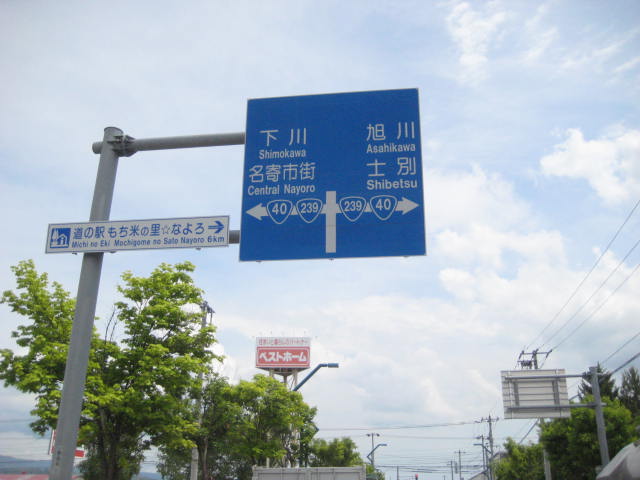 下川
Shimokawa
名寄市街
Central Nayoro
旭川
Asahikawa
士別
Shibetsu
40 239 239 40
道の駅 もち米の里☆なよろ
Michi no Eki Mochigome no Sato Nayoro 6km
ベストホーム